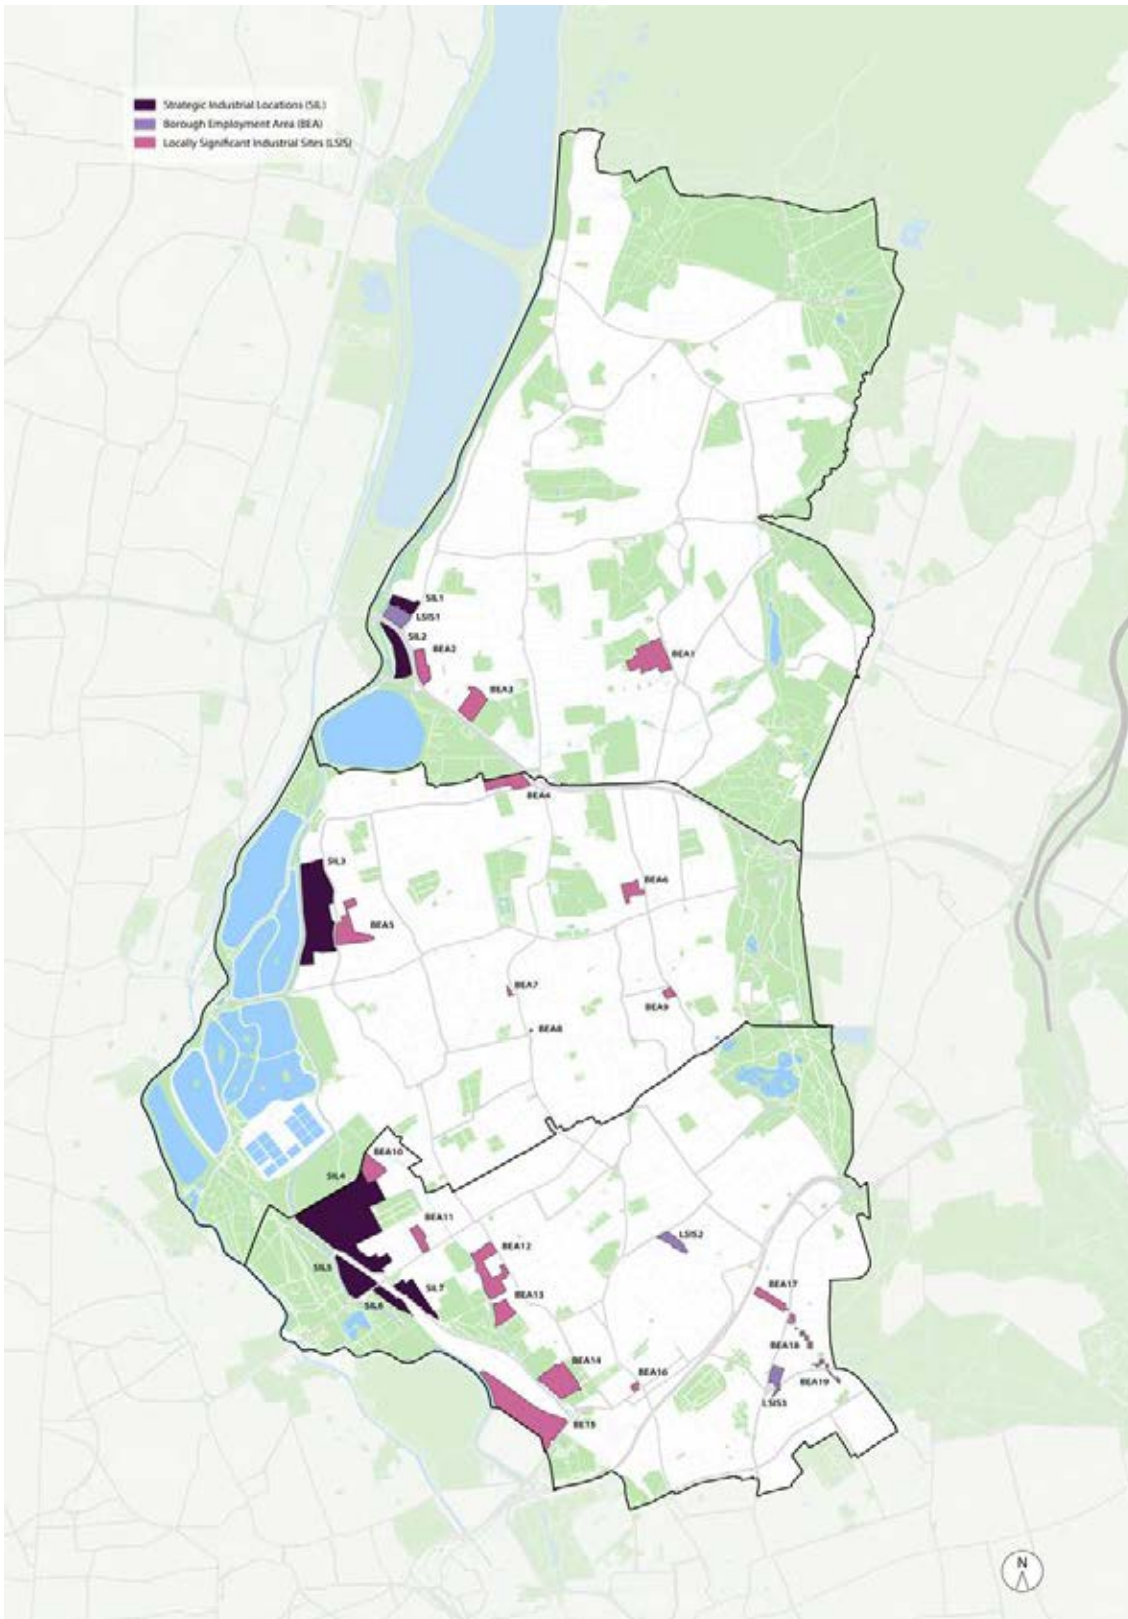 Strategic Industrial Locations (SIL)
Borough Employment Area (BEA)
Locally Significant Industrial Sites (LSIS)
SIL1
LSIS1
SIL2
BEA2
BEA1
BEA3
BEA4
SIL3
BEA6
BEA5
BEA7
BEA9
BEA8
BEA10
SIL4
BEA11
LSIS2
BEA12
SIL5
SIL7
BEA17
BEA13
SIL6
BEA18
BEA14
BEA16
BEA19
LSIS3
BE15
N